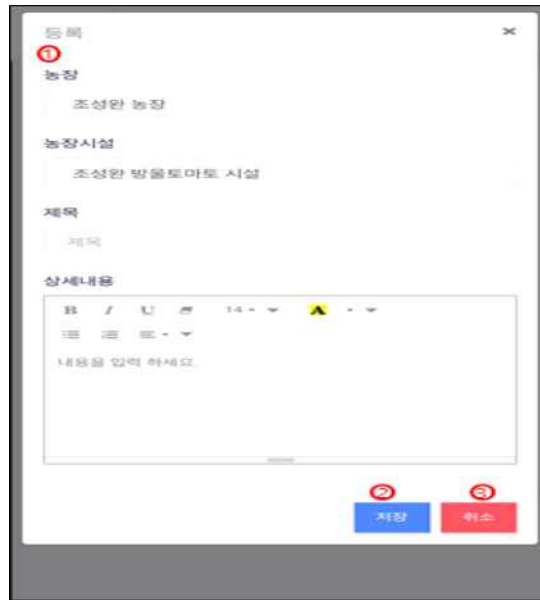 등록 ×
①
농장
조성완 농장
농장시설
조성완 방울토마토 시설
제목
제목
상세내용
B I U 14 A
내용을 입력 하세요
② ③
저장 취소